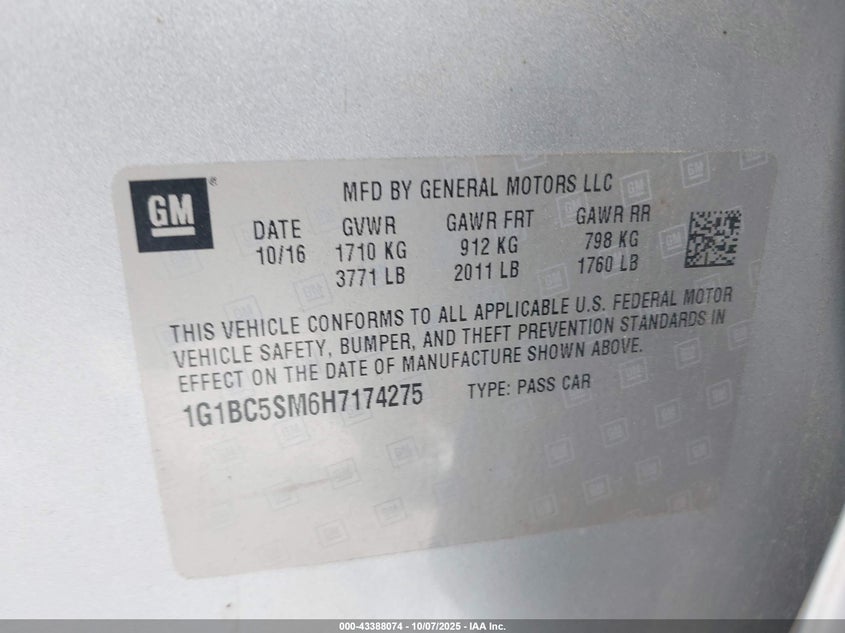 GM ®
MFD BY GENERAL MOTORS LLC
DATE GVWR GAWR FRT GAWR RR
10/16 1710 KG 912 KG 798 KG
3771 LB 2011 LB 1760 LB
THIS VEHICLE CONFORMS TO ALL APPLICABLE U.S. FEDERAL MOTOR
VEHICLE SAFETY, BUMPER, AND THEFT PREVENTION STANDARDS IN
EFFECT ON THE DATE OF MANUFACTURE SHOWN ABOVE.
1G1BC5SM6H7174275 TYPE: PASS CAR
000-43388074 | 10/07/2025 - IAA Inc.